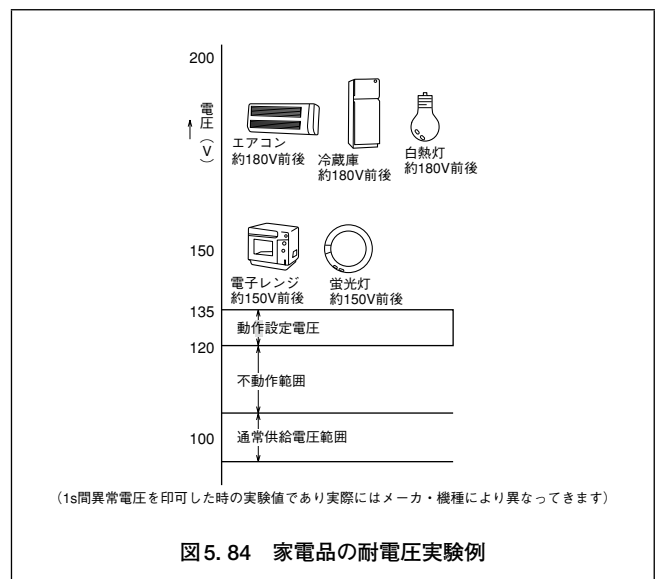 200
電圧(V)
エアコン
約180V前後
冷蔵庫
約180V前後
白熱灯
約180V前後
150
電子レンジ
約150V前後
蛍光灯
約150V前後
135
動作設定電圧
120
不動作範囲
100
通常供給電圧範囲
(1s間異常電圧を印可した時の実験値であり実際にはメーカ・機種により異なってきます)
図5.84 家電品の耐電圧実験例